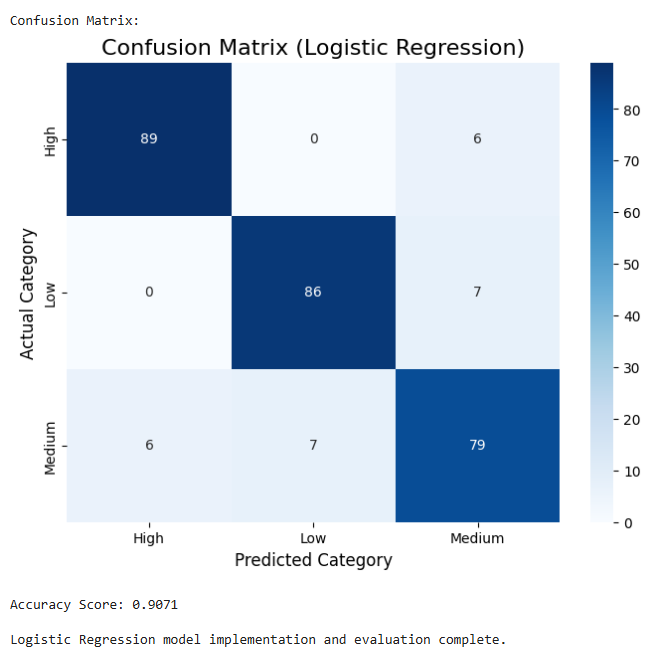 Confusion Matrix:
Confusion Matrix (Logistic Regression)
High
89 0 6
80
70
60
Actual Category
Low
0 86 7
50
40
30
Medium
6 7 79
20
10
0
High Low Medium
Predicted Category
Accuracy Score: 0.9071
Logistic Regression model implementation and evaluation complete.